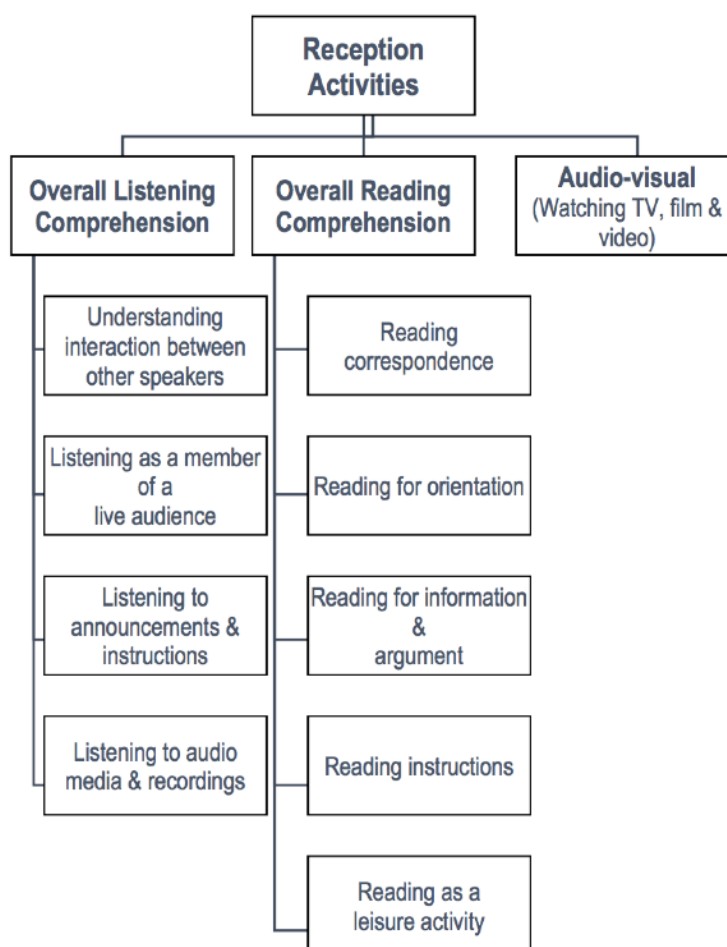 Reception
Activities
Overall Listening
Comprehension
Overall Reading
Comprehension
Audio-visual
(Watching TV, film &
video)
Understanding
interaction between
other speakers
Reading
correspondence
Listening as a member
of a
live audience
Reading for orientation
Listening to
announcements &
instructions
Reading for information
&
argument
Listening to audio
media & recordings
Reading instructions
Reading as a
leisure activity